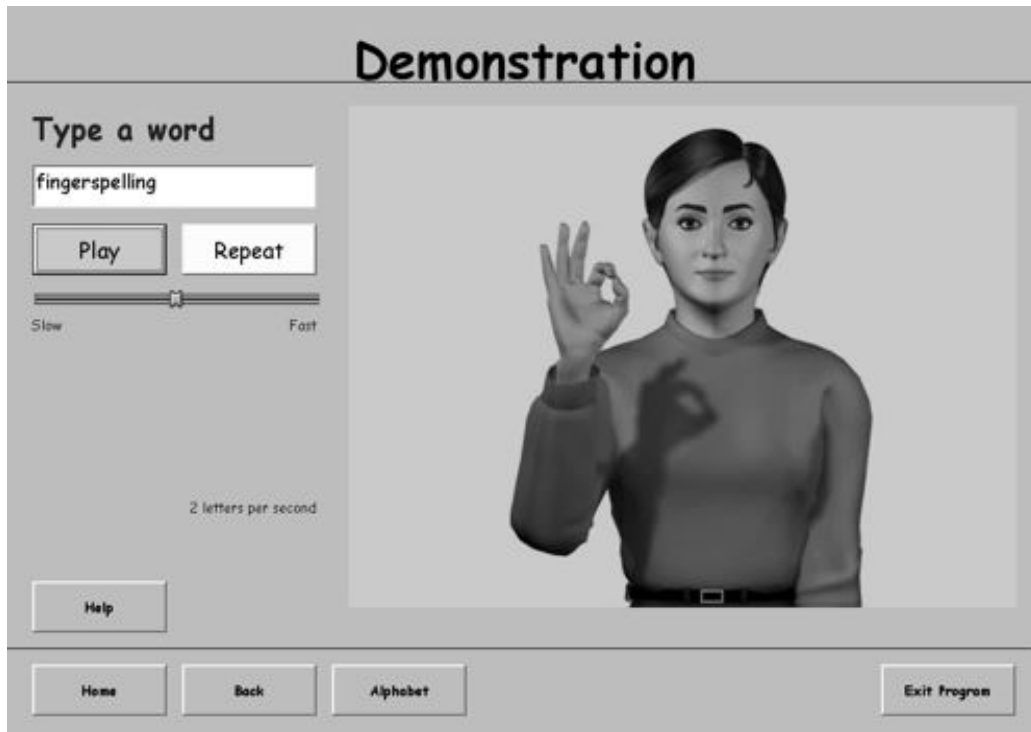 Demonstration
Type a word
fingerspelling
Play Repeat
Slow Fast
2 letters per second
Help
Home Back Alphabet Exit Program